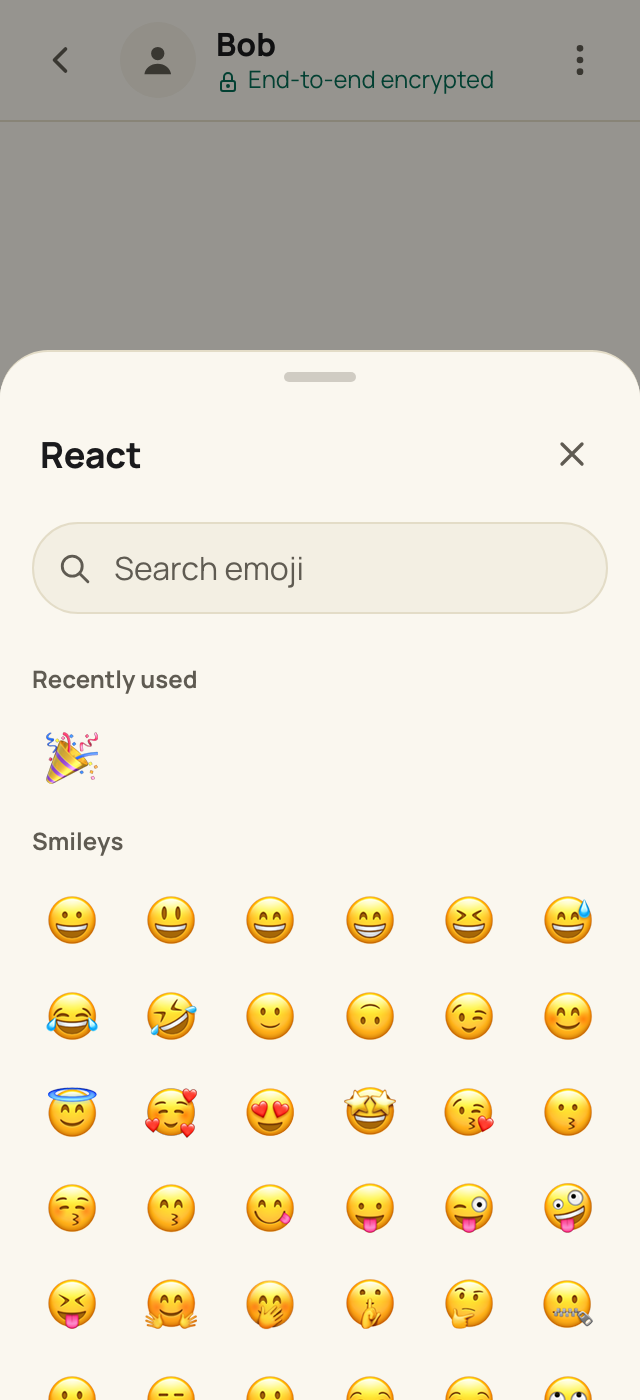 Bob
End-to-end encrypted
React
Search emoji
Recently used
Smileys